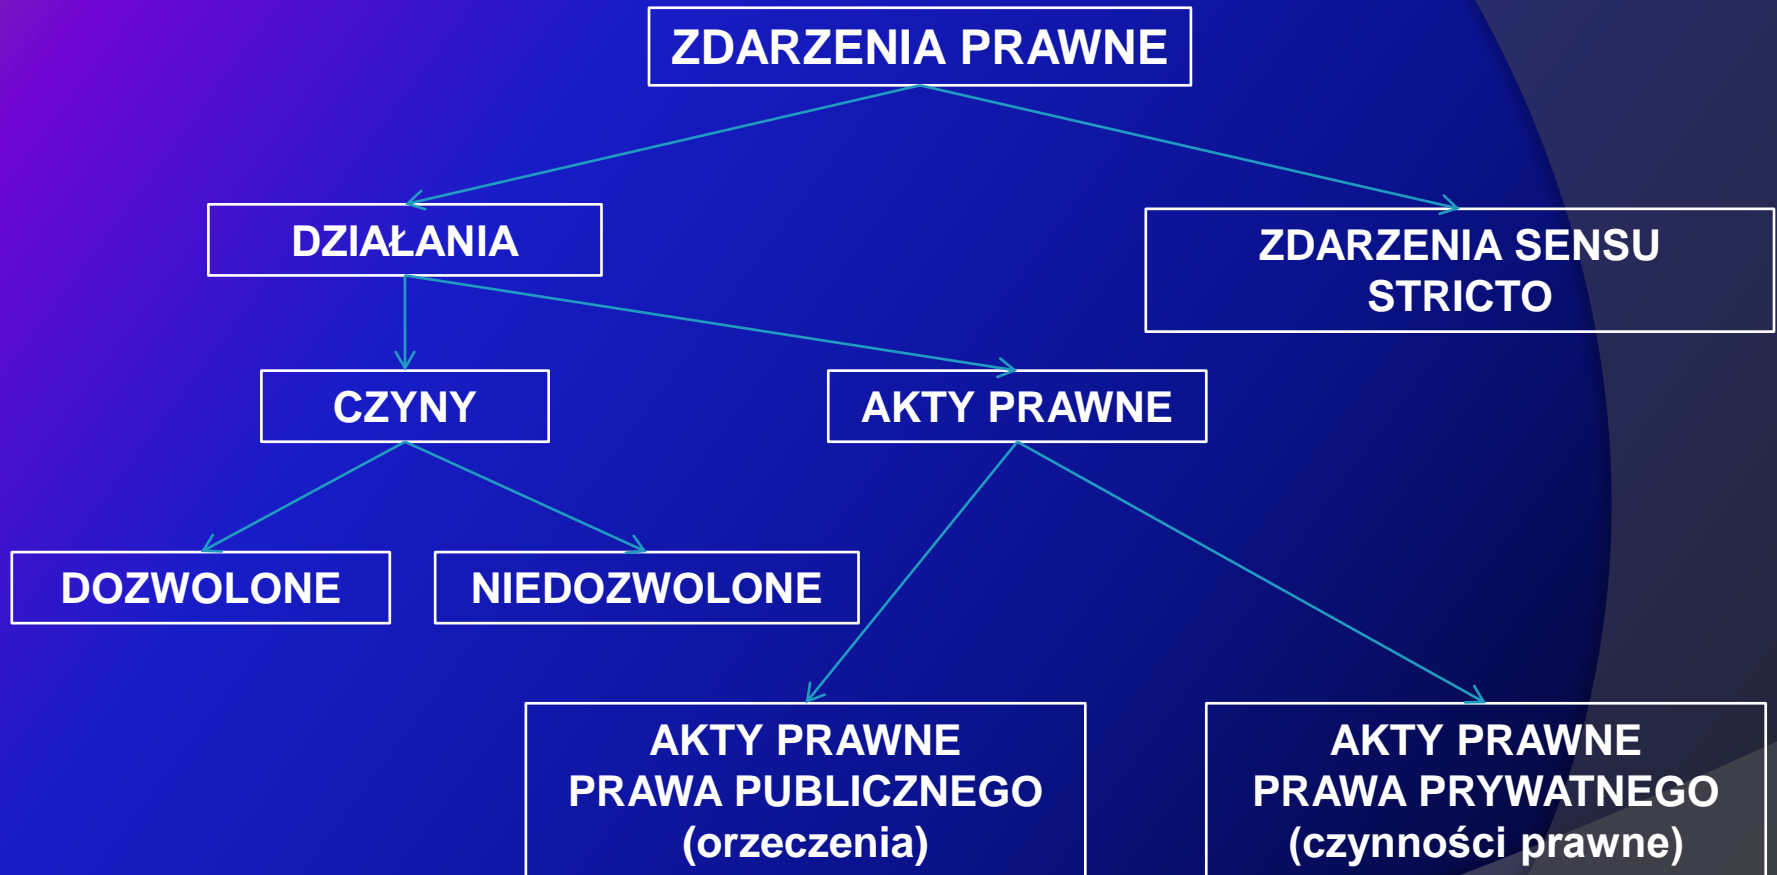 ZDARZENIA PRAWNE
DZIAŁANIA
ZDARZENIA SENSU
STRICTO
CZYNY
AKTY PRAWNE
DOZWOLONE
NIEDOZWOLONE
AKTY PRAWNE
PRAWA PUBLICZNEGO
(orzeczenia)
AKTY PRAWNE
PRAWA PRYWATNEGO
(czynności prawne)